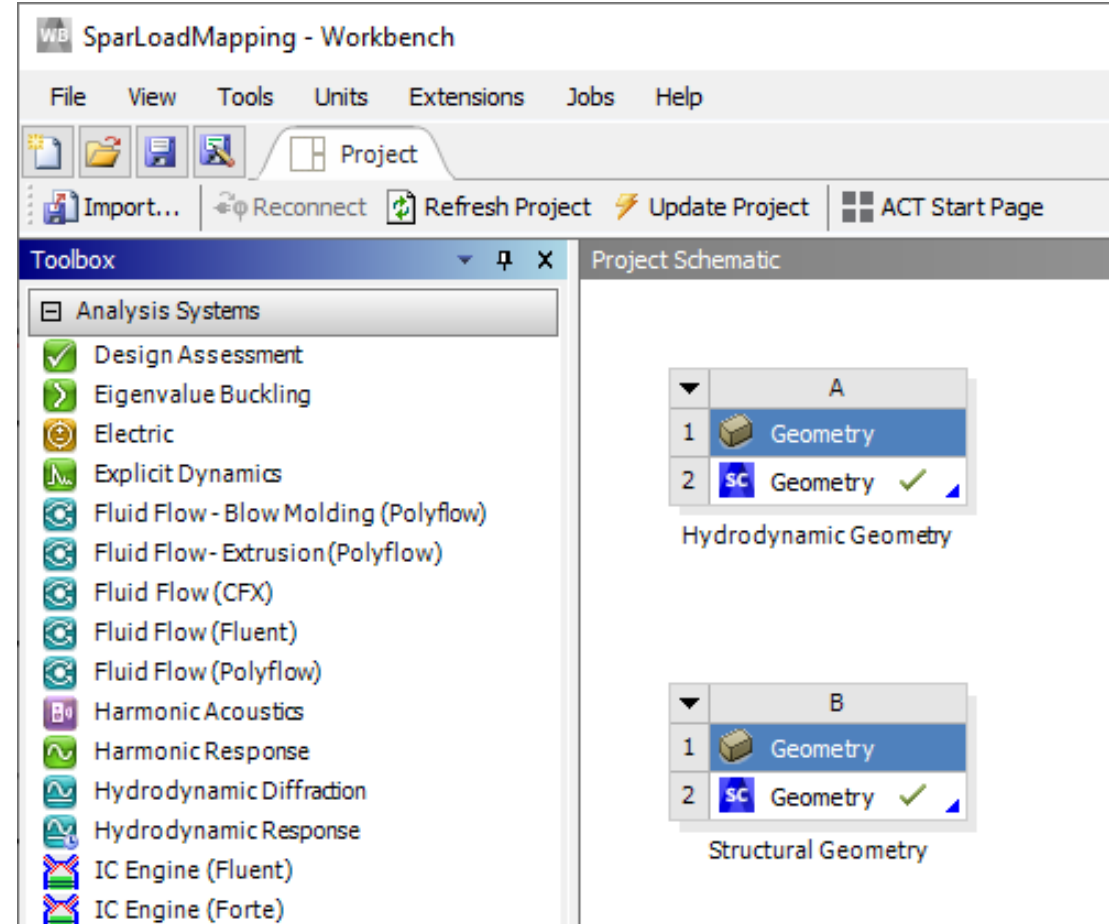 WB SparLoadMapping - Workbench
File View Tools Units Extensions Jobs Help
Project
Import... Reconnect Refresh Project Update Project ACT Start Page
Toolbox X
Project Schematic
Analysis Systems
Design Assessment
Eigenvalue Buckling
Electric
Explicit Dynamics
Fluid Flow - Blow Molding (Polyflow)
Fluid Flow - Extrusion (Polyflow)
Fluid Flow (CFX)
Fluid Flow (Fluent)
Fluid Flow (Polyflow)
Harmonic Acoustics
Harmonic Response
Hydrodynamic Diffraction
Hydrodynamic Response
IC Engine (Fluent)
IC Engine (Forte)
A
1 Geometry
2 SC Geometry
Hydrodynamic Geometry
B
1 Geometry
2 SC Geometry
Structural Geometry